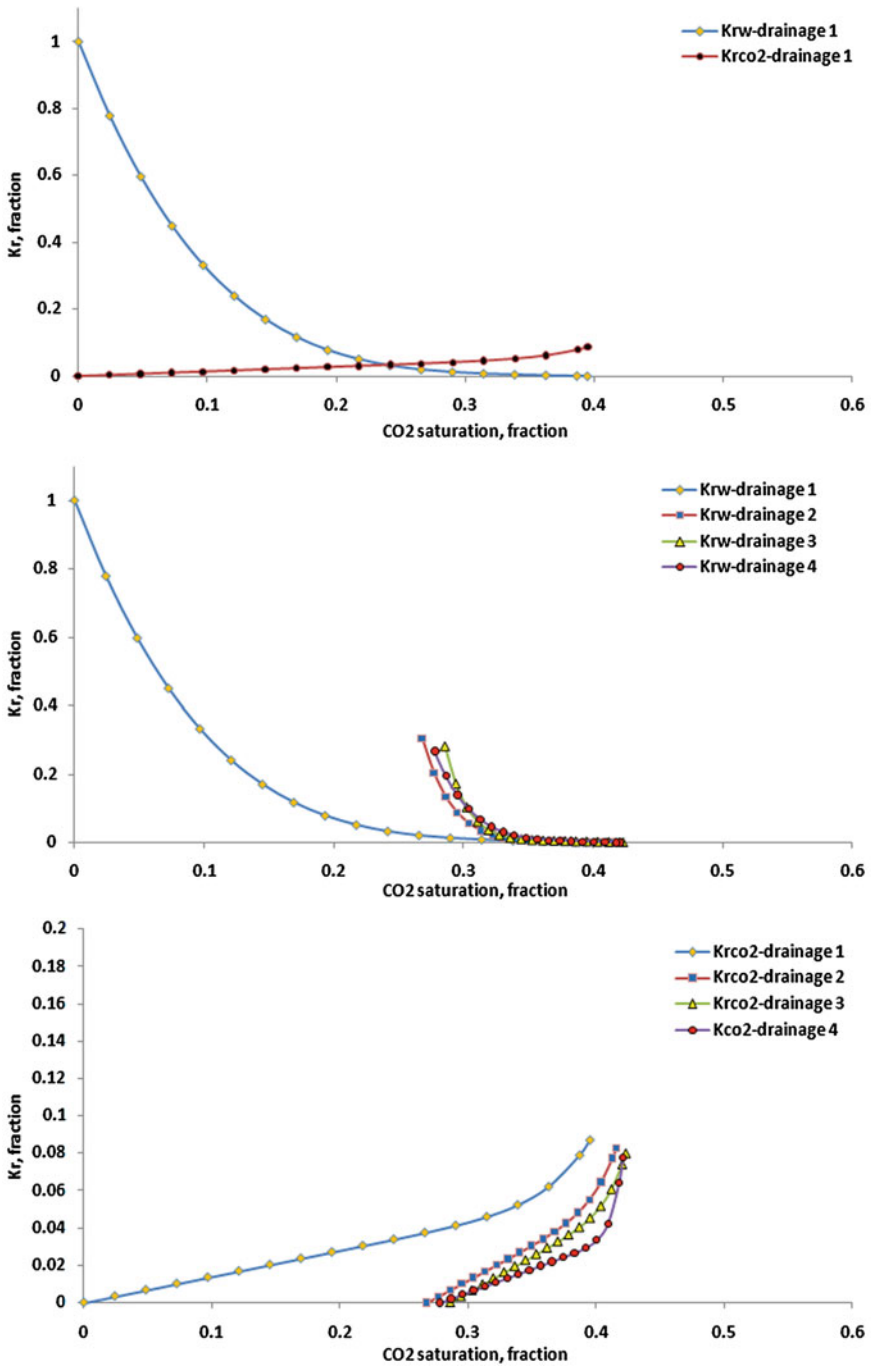 Krw-drainage 1
Krco2-drainage 1
1
0.8
0.6
0.4
0.2
0
Kr, fraction
0 0.1 0.2 0.3 0.4 0.5 0.6
CO2 saturation, fraction
Krw-drainage 1
Krw-drainage 2
Krw-drainage 3
Krw-drainage 4
1
0.8
0.6
0.4
0.2
0
Kr, fraction
0 0.1 0.2 0.3 0.4 0.5 0.6
CO2 saturation, fraction
Krco2-drainage 1
Krco2-drainage 2
Krco2-drainage 3
Kco2-drainage 4
0.2
0.18
0.16
0.14
0.12
0.1
0.08
0.06
0.04
0.02
0
Kr, fraction
0 0.1 0.2 0.3 0.4 0.5 0.6
CO2 saturation, fraction